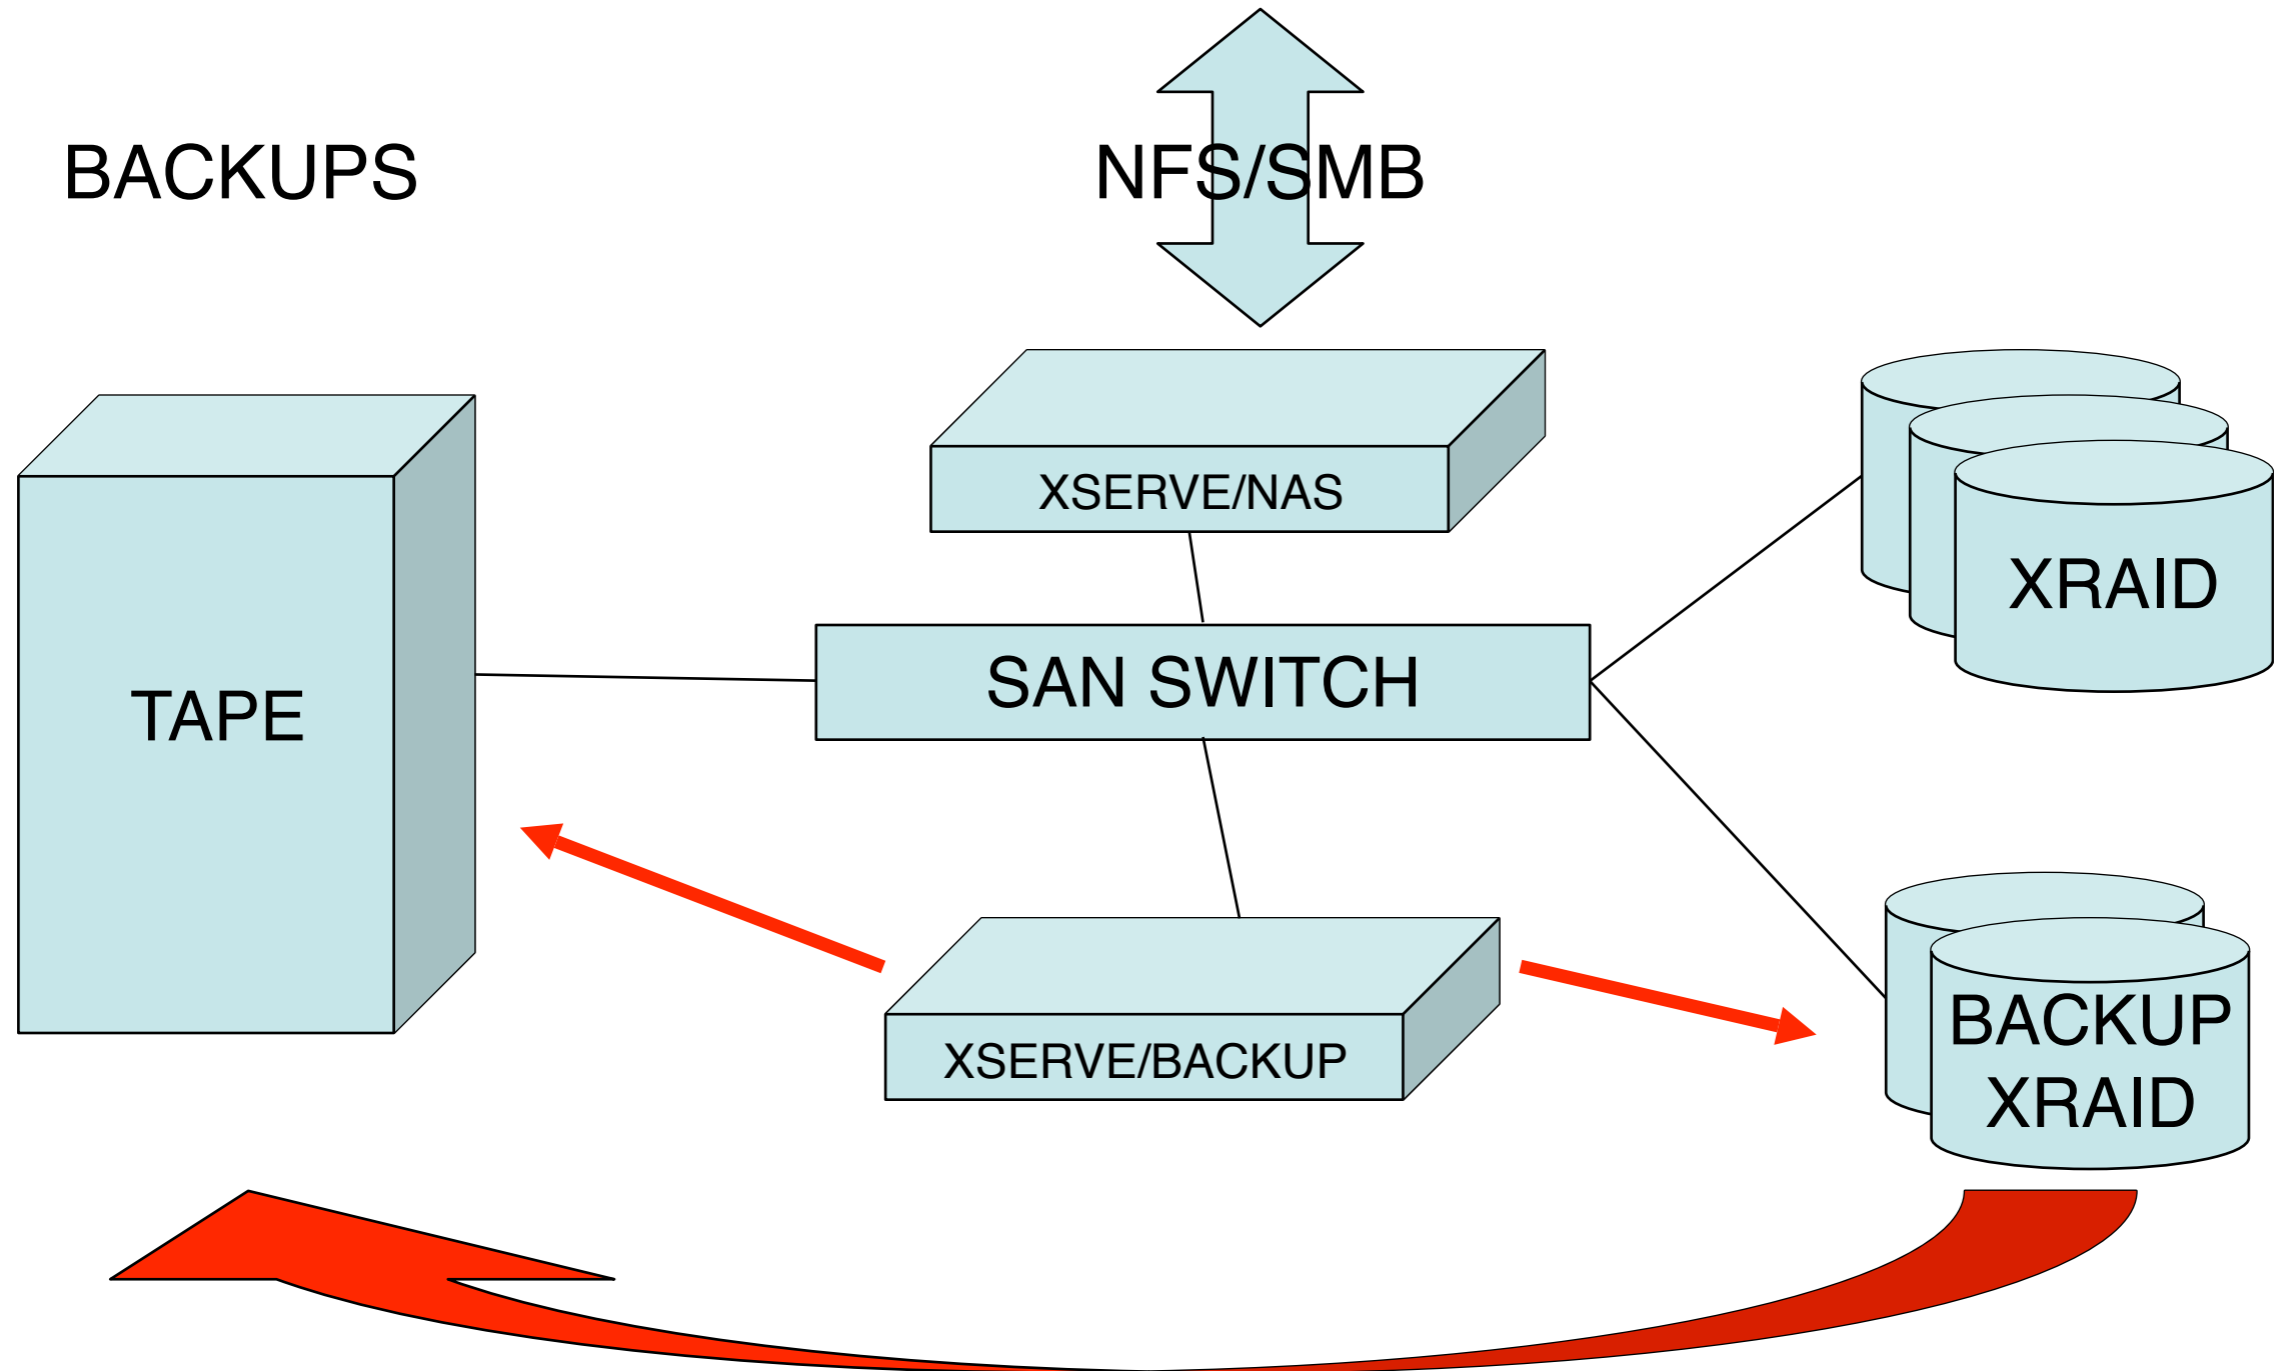 BACKUPS
NFS/SMB
XSERVE/NAS
XRAID
SAN SWITCH
TAPE
XSERVE/BACKUP
BACKUP
XRAID